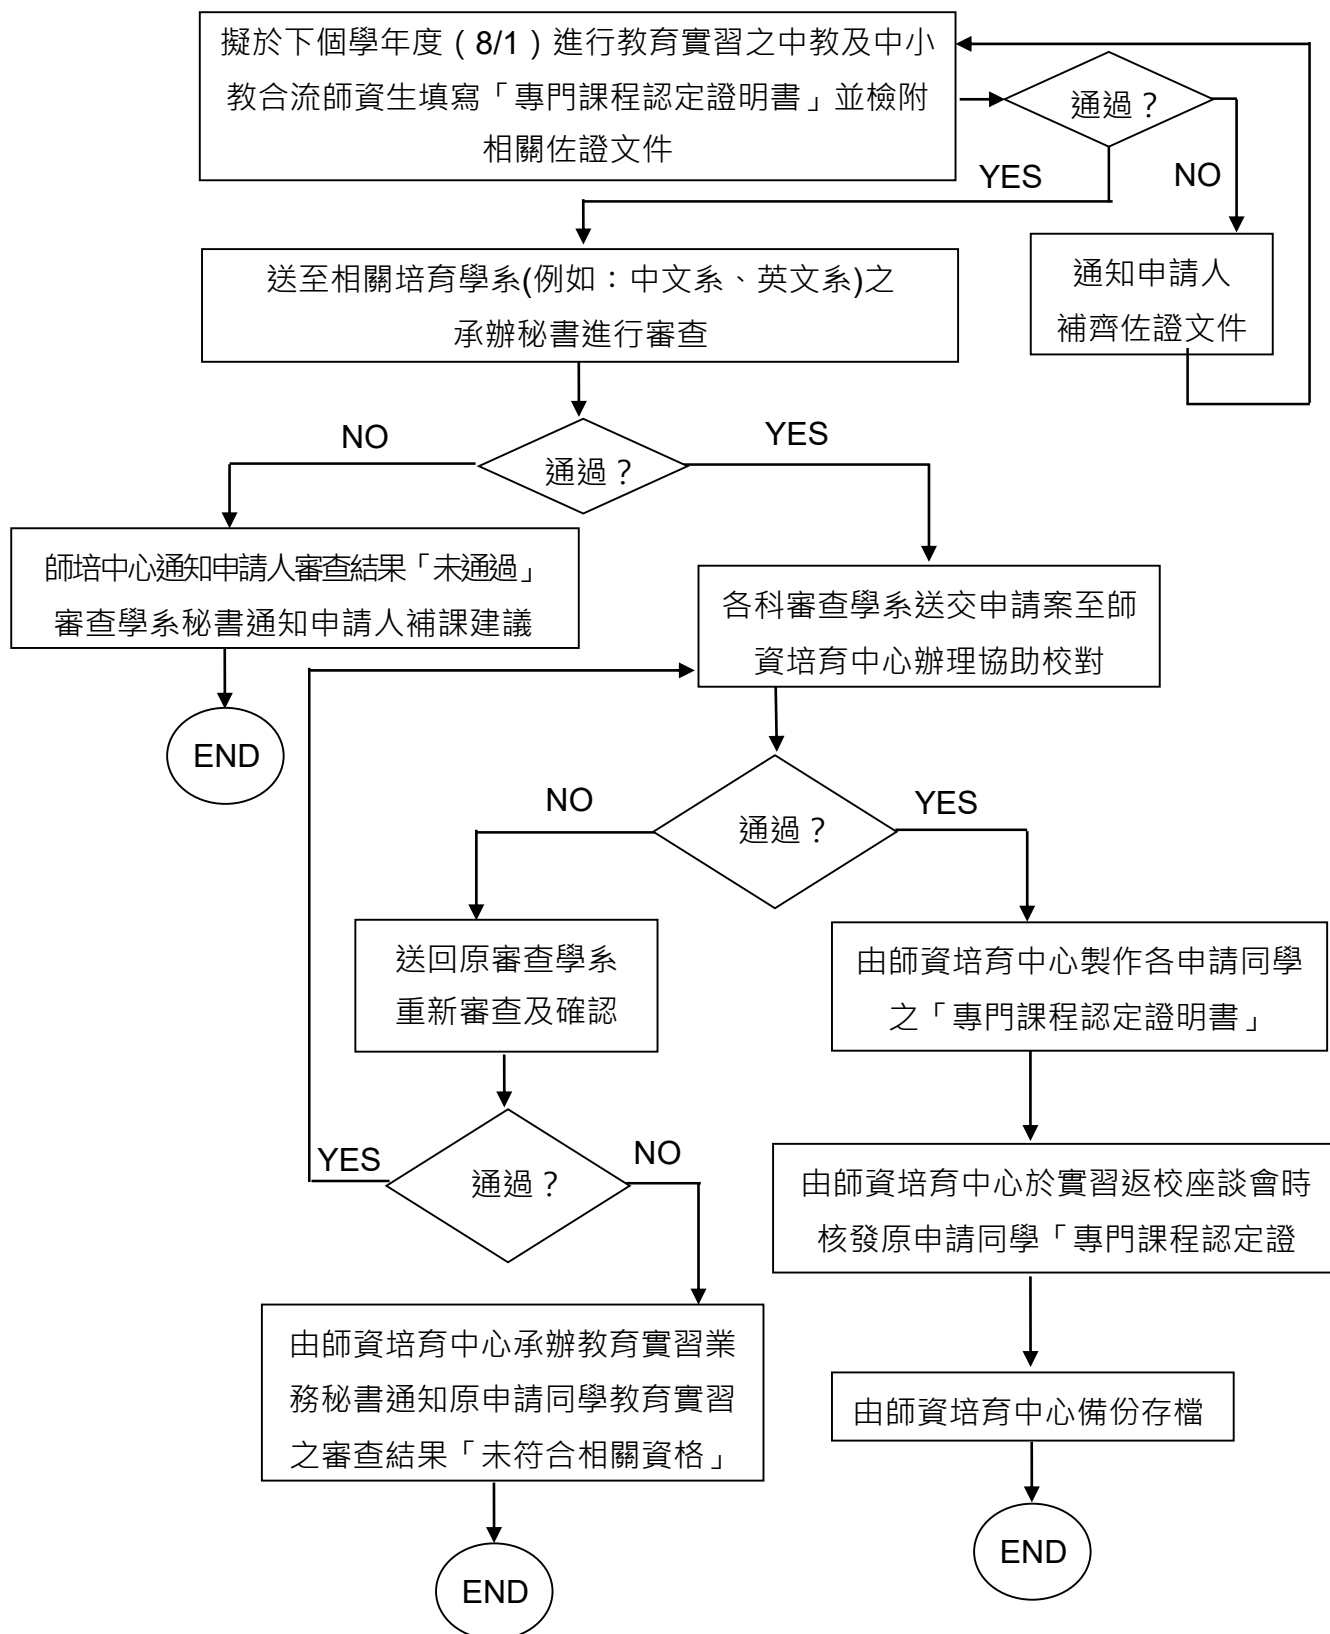 擬於下個學年度（8/1）進行教育實習之中教及中小
教合流師資生填寫「專門課程認定證明書」並檢附
相關佐證文件
通過？
YES
NO
通知申請人
補齊佐證文件
送至相關培育學系(例如：中文系、英文系)之
承辦秘書進行審查
通過？
NO
YES
師培中心通知申請人審查結果「未通過」
審查學系秘書通知申請人補課建議
END
各科審查學系送交申請案至師
資培育中心辦理協助校對
通過？
NO
YES
送回原審查學系
重新審查及確認
由師資培育中心製作各申請同學
之「專門課程認定證明書」
通過？
YES
NO
由師資培育中心於實習返校座談會時
核發原申請同學「專門課程認定證
由師資培育中心承辦教育實習業
務秘書通知原申請同學教育實習
之審查結果「未符合相關資格」
由師資培育中心備份存檔
END
END